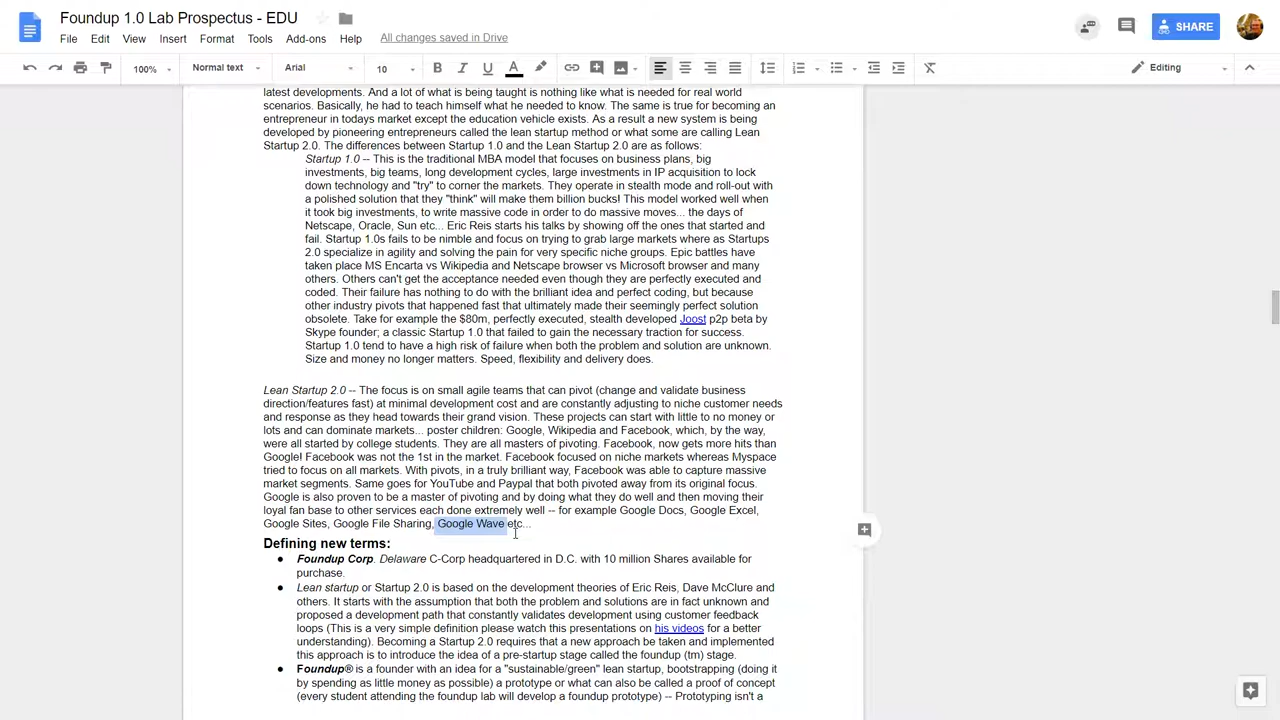 Foundup 1.0 Lab Prospectus - EDU
File Edit View Insert Format Tools Add-ons Help All changes saved in Drive
SHARE
100% Normal text Arial 10 B I U A Editing
latest developments. And a lot of what is being taught is nothing like what is needed for real world
scenarios. Basically, he had to teach himself what he needed to know. The same is true for becoming an
entrepreneur in todays market except the education vehicle exists. As a result a new system is being
developed by pioneering entrepreneurs called the lean startup method or what some are calling Lean
Startup 2.0. The differences between Startup 1.0 and the Lean Startup 2.0 are as follows:
Startup 1.0 -- This is the traditional MBA model that focuses on business plans, big
investments, big teams, long development cycles, large investments in IP acquisition to lock
down technology and "try" to corner the markets. They operate in stealth mode and roll-out with
a polished solution that they "think" will make them billion bucks! This model worked well when
it took big investments, to write massive code in order to do massive moves... the days of
Netscape, Oracle, Sun etc... Eric Reis starts his talks by showing off the ones that started and
fail. Startup 1.0s fails to be nimble and focus on trying to grab large markets where as Startups
2.0 specialize in agility and solving the pain for very specific niche groups. Epic battles have
taken place MS Encarta vs Wikipedia and Netscape browser vs Microsoft browser and many
others. Others can't get the acceptance needed even though they are perfectly executed and
coded. Their failure has nothing to do with the brilliant idea and perfect coding, but because
other industry pivots that happened fast that ultimately made their seemingly perfect solution
obsolete. Take for example the $80m, perfectly executed, stealth developed Joost p2p beta by
Skype founder; a classic Startup 1.0 that failed to gain the necessary traction for success.
Startup 1.0 tend to have a high risk of failure when both the problem and solution are unknown.
Size and money no longer matters. Speed, flexibility and delivery does.
Lean Startup 2.0 -- The focus is on small agile teams that can pivot (change and validate business
direction/features fast) at minimal development cost and are constantly adjusting to niche customer needs
and response as they head towards their grand vision. These projects can start with little to no money or
lots and can dominate markets... poster children: Google, Wikipedia and Facebook, which, by the way,
were all started by college students. They are all masters of pivoting. Facebook, now gets more hits than
Google! Facebook was not the 1st in the market. Facebook focused on niche markets whereas Myspace
tried to focus on all markets. With pivots, in a truly brilliant way, Facebook was able to capture massive
market segments. Same goes for YouTube and Paypal that both pivoted away from its original focus.
Google is also proven to be a master of pivoting and by doing what they do well and then moving their
loyal fan base to other services each done extremely well -- for example Google Docs, Google Excel,
Google Sites, Google File Sharing, Google Wave etc...
Defining new terms:
● Foundup Corp. Delaware C-Corp headquartered in D.C. with 10 million Shares available for
purchase.
● Lean startup or Startup 2.0 is based on the development theories of Eric Reis, Dave McClure and
others. It starts with the assumption that both the problem and solutions are in fact unknown and
proposed a development path that constantly validates development using customer feedback
loops (This is a very simple definition please watch this presentations on his videos for a better
understanding). Becoming a Startup 2.0 requires that a new approach be taken and implemented
this approach is to introduce the idea of a pre-startup stage called the foundup (tm) stage.
● Foundup® is a founder with an idea for a "sustainable/green" lean startup, bootstrapping (doing it
by spending as little money as possible) a prototype or what can also be called a proof of concept
(every student attending the foundup lab will develop a foundup prototype) -- Prototyping isn't a